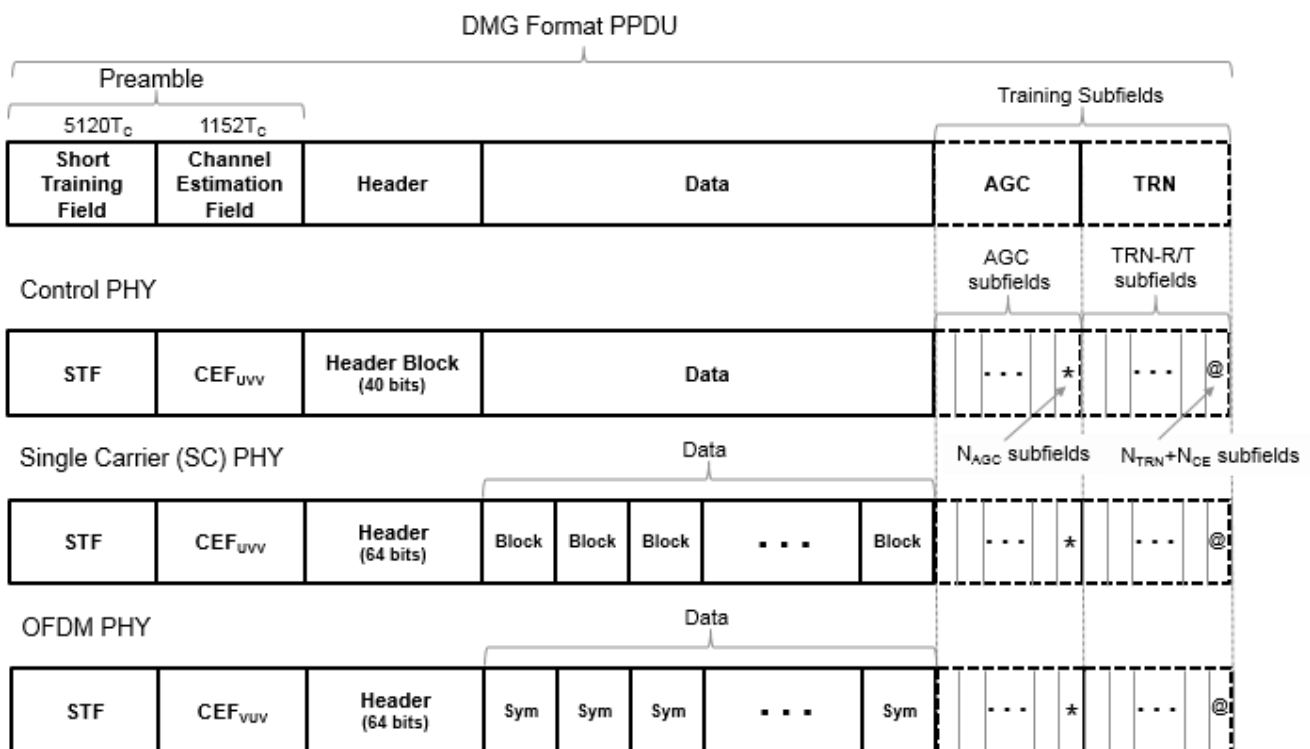 DMG Format PPDU
Preamble
Training Subfields
5120T_C 1152T_C
Short Training Field
Channel Estimation Field
Header
Data
AGC
TRN
Control PHY
AGC subfields
TRN-R/T subfields
STF
CEF_UVV
Header Block (40 bits)
Data
- - - *
- - - @
N_AGC subfields
N_TRN+N_CE subfields
Single Carrier (SC) PHY
Data
STF
CEF_UVV
Header (64 bits)
Block
Block
Block
- - -
Block
- - - *
- - - @
OFDM PHY
Data
STF
CEF_VUV
Header (64 bits)
Sym
Sym
Sym
- - -
Sym
- - - *
- - - @